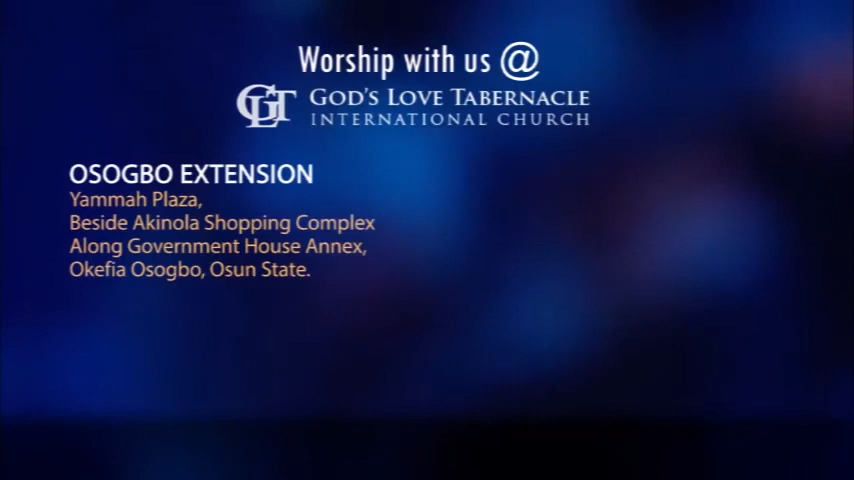 Worship with us @
GLT GOD'S LOVE TABERNACLE
INTERNATIONAL CHURCH
OSOGBO EXTENSION
Yammah Plaza,
Beside Akinola Shopping Complex
Along Government House Annex,
Okefia Osogbo, Osun State.